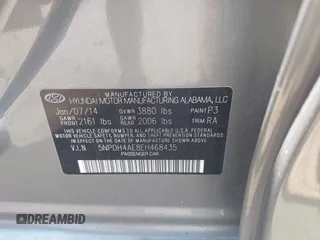 HYUNDAI MOTOR MANUFACTURING ALABAMA, LLC
Jan/07/14 GVWR 3880 lbs PAINT P3
GAWR FRONT 2161 lbs GAWR REAR 2006 lbs TRIM RA
THIS VEHICLE CONFORMS TO ALL APPLICABLE U.S. FEDERAL
MOTOR VEHICLE SAFETY, BUMPER, AND THEFT PREVENTION
STANDARDS IN EFFECT ON THE DATE OF MANUFACTURE SHOWN
ABOVE.
V.I.N 5NPDH4AE8EH468435
PASSENGER CAR
DREAMBID